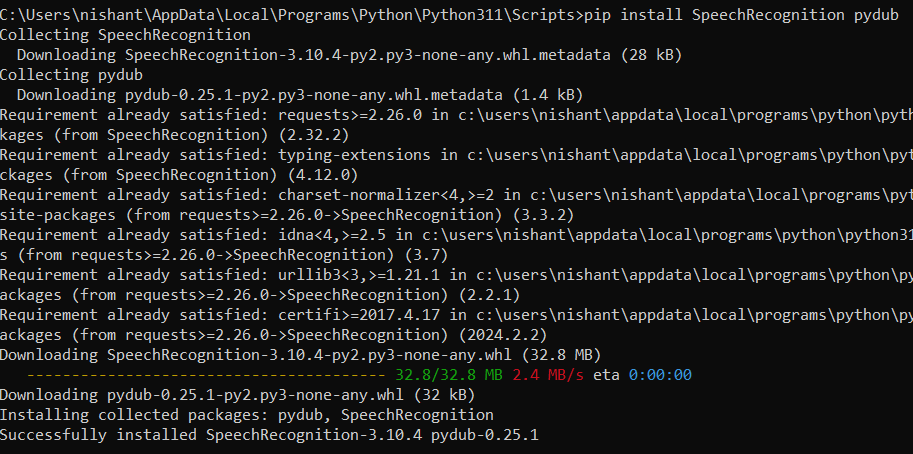 C:\Users\nishant\AppData\Local\Programs\Python\Python311\Scripts>pip install SpeechRecognition pydub
Collecting SpeechRecognition
  Downloading SpeechRecognition-3.10.4-py2.py3-none-any.whl.metadata (28 kB)
Collecting pydub
  Downloading pydub-0.25.1-py2.py3-none-any.whl.metadata (1.4 kB)
Requirement already satisfied: requests>=2.26.0 in c:\users\nishant\appdata\local\programs\python\pyth
kages (from SpeechRecognition) (2.32.2)
Requirement already satisfied: typing-extensions in c:\users\nishant\appdata\local\programs\python\pyt
ckages (from SpeechRecognition) (4.12.0)
Requirement already satisfied: charset-normalizer<4,>=2 in c:\users\nishant\appdata\local\programs\pyt
site-packages (from requests>=2.26.0->SpeechRecognition) (3.3.2)
Requirement already satisfied: idna<4,>=2.5 in c:\users\nishant\appdata\local\programs\python\python31
s (from requests>=2.26.0->SpeechRecognition) (3.7)
Requirement already satisfied: urllib3<3,>=1.21.1 in c:\users\nishant\appdata\local\programs\python\py
ackages (from requests>=2.26.0->SpeechRecognition) (2.2.1)
Requirement already satisfied: certifi>=2017.4.17 in c:\users\nishant\appdata\local\programs\python\py
ackages (from requests>=2.26.0->SpeechRecognition) (2024.2.2)
Downloading SpeechRecognition-3.10.4-py2.py3-none-any.whl (32.8 MB)
   ---------------------------------------- 32.8/32.8 MB 2.4 MB/s eta 0:00:00
Downloading pydub-0.25.1-py2.py3-none-any.whl (32 kB)
Installing collected packages: pydub, SpeechRecognition
Successfully installed SpeechRecognition-3.10.4 pydub-0.25.1